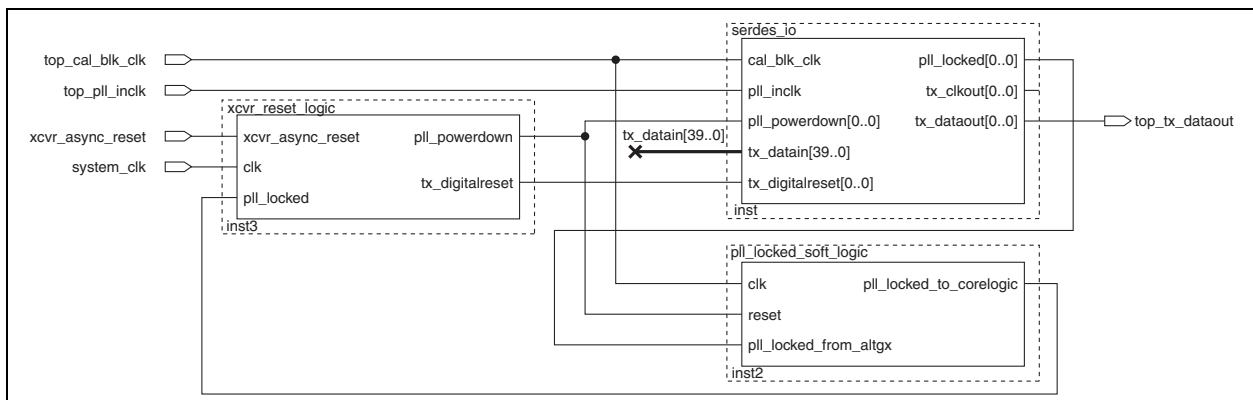 serdes_io
top_cal_blk_clk
cal_blk_clk
pll_locked[0..0]
top_pll_inclk
pll_inclk
tx_clkout[0..0]
xcvr_reset_logic
xcvr_async_reset
xcvr_async_reset
pll_powerdown
tx_datain[39..0]
pll_powerdown[0..0]
tx_dataout[0..0]
top_tx_dataout
system_clk
clk
tx_datain[39..0]
tx_digitalreset
tx_digitalreset[0..0]
pll_locked
inst
inst3
pll_locked_soft_logic
clk
pll_locked_to_corelogic
reset
pll_locked_from_altgx
inst2